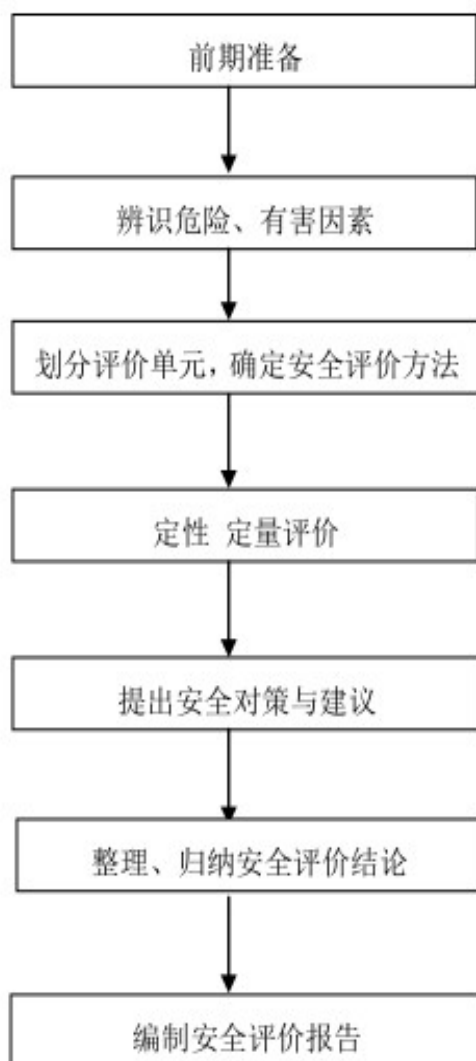 前期准备
辨识危险、有害因素
划分评价单元，确定安全评价方法
定性 定量评价
提出安全对策与建议
整理、归纳安全评价结论
编制安全评价报告